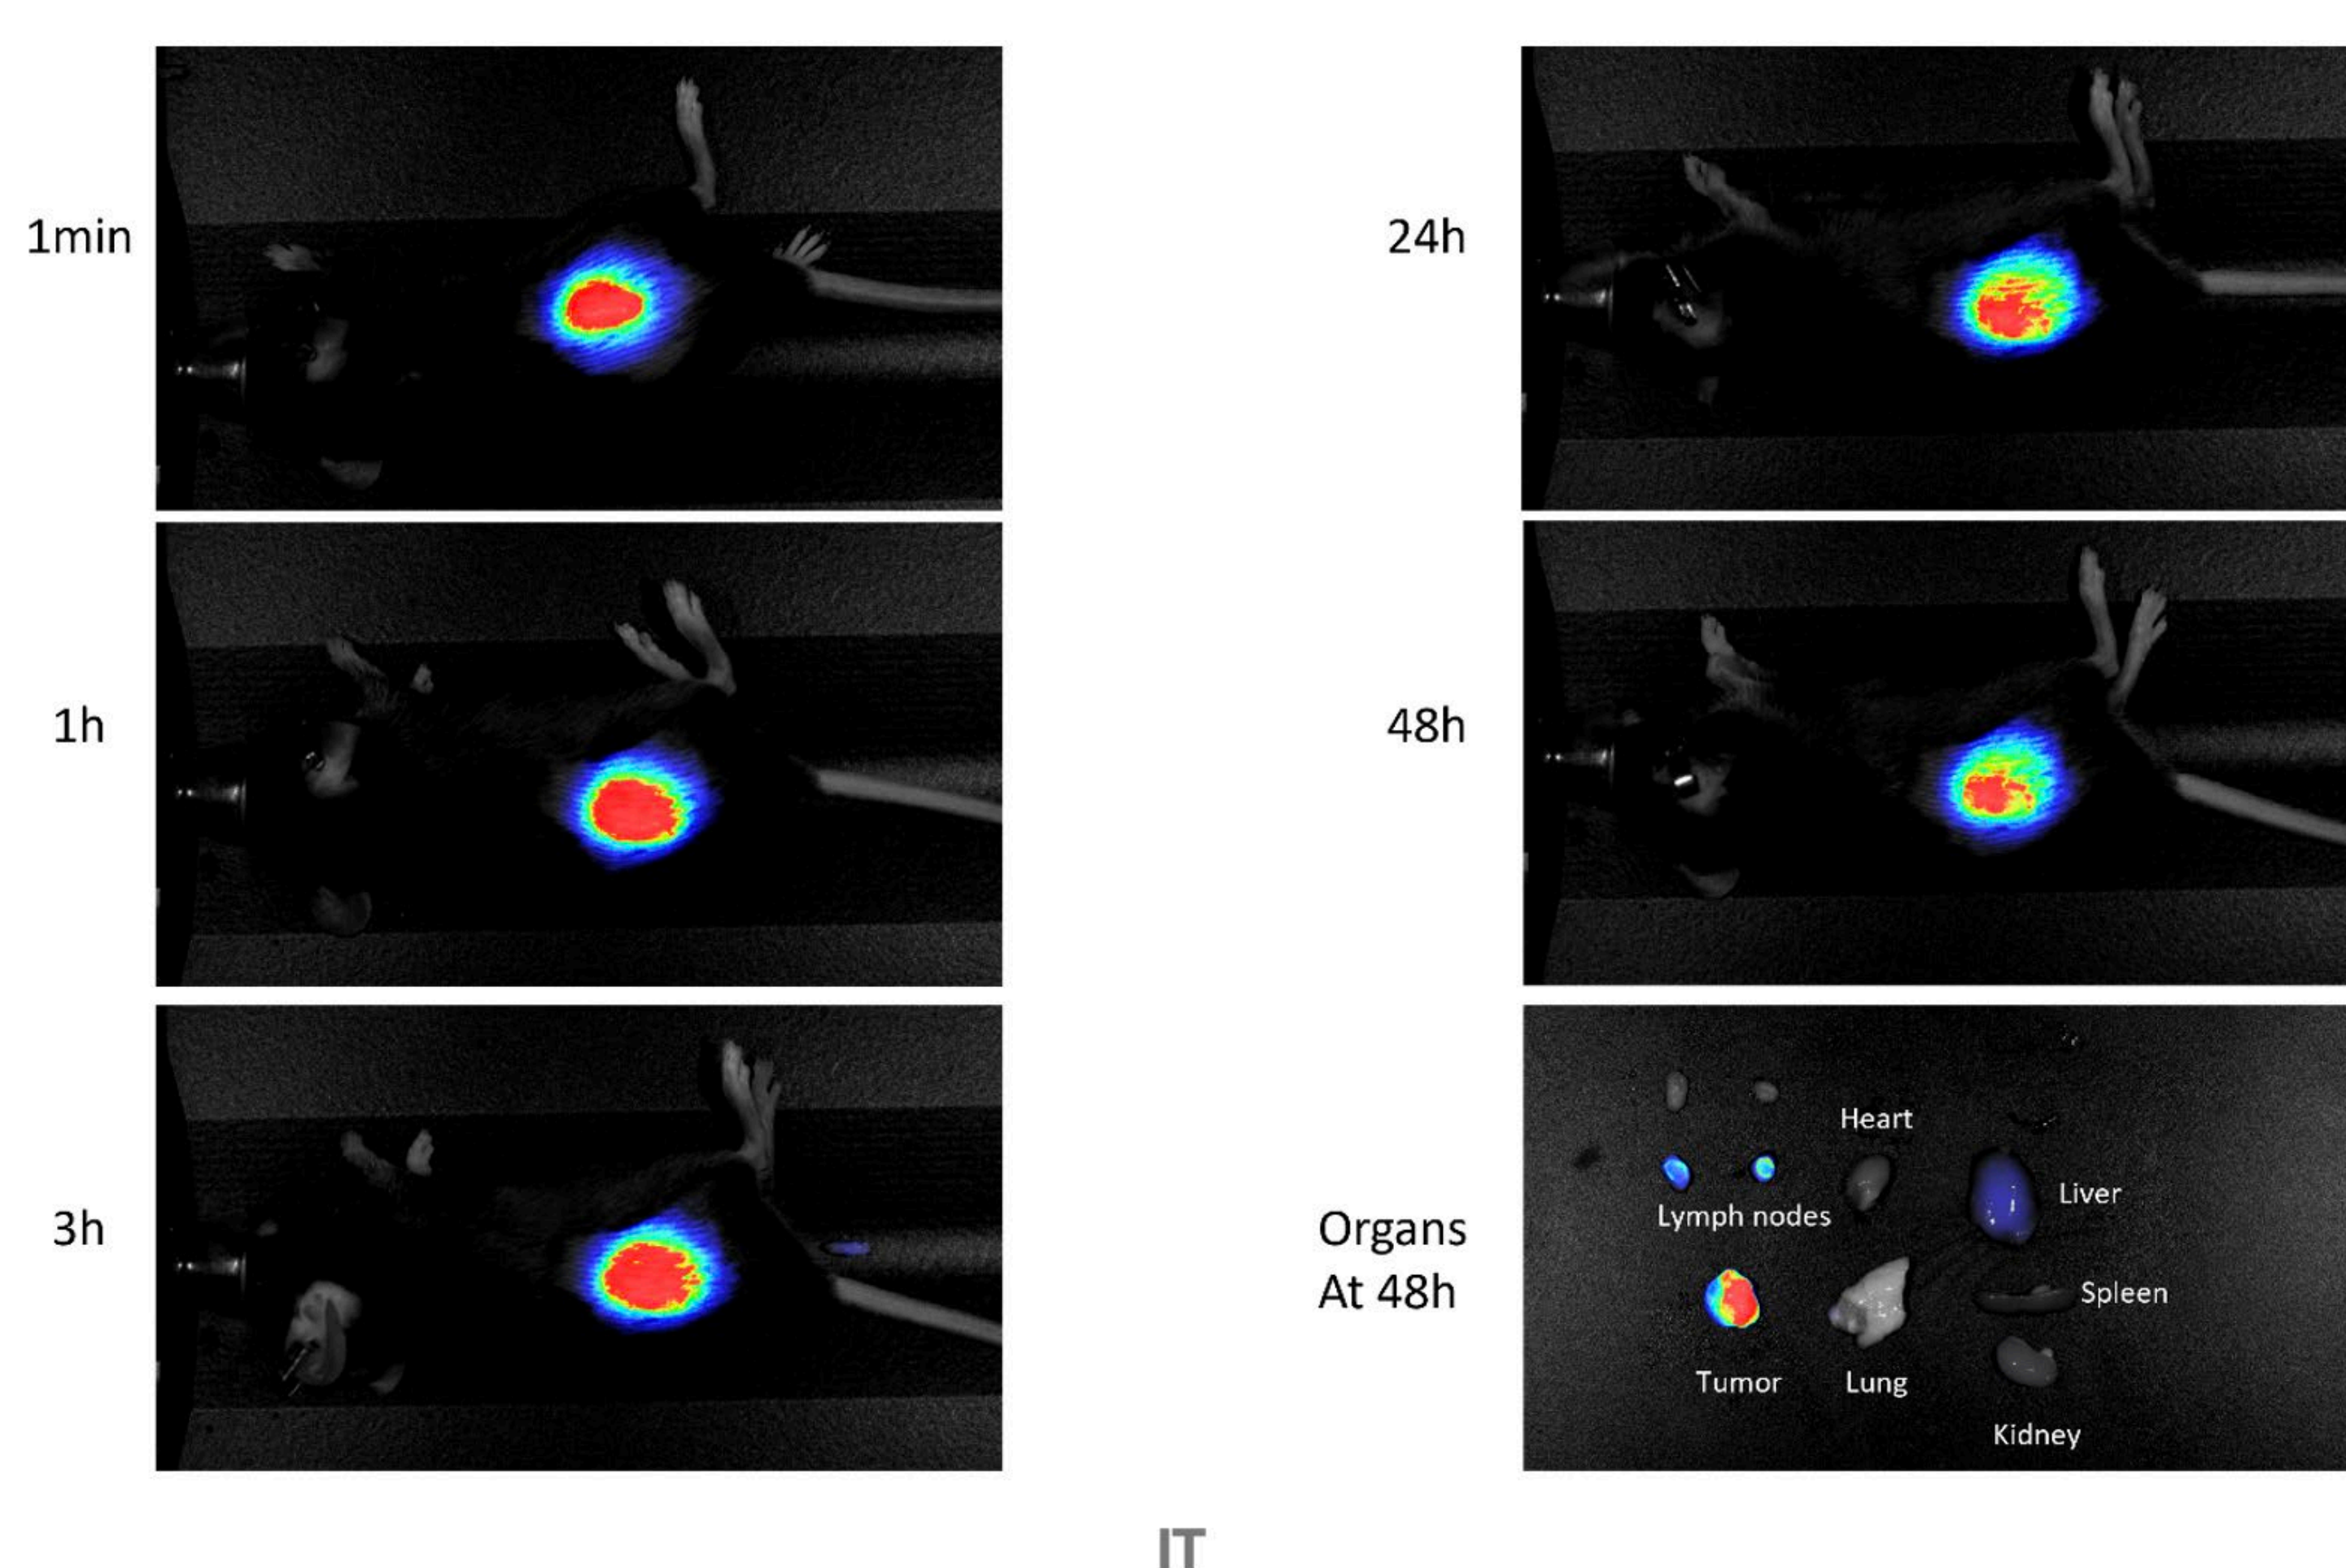 1min
24h
1h
48h
3h
Organs
At 48h
Heart
Liver
Lymph nodes
Spleen
Tumor
Lung
Kidney
IT